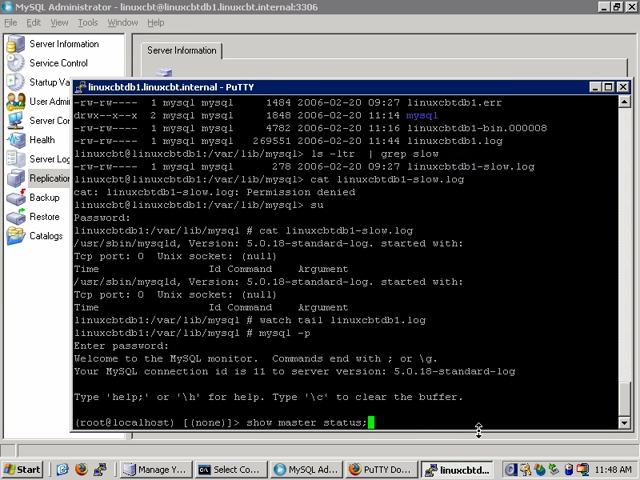 MySQL Administrator - linuxcbt@linuxcbtdb1.linuxcbt.internal:3306
File Edit View Tools Window Help
Server Information
Service Control
Startup Va
User Admi
Server Con
Health
Server Log
Replication
Backup
Restore
Catalogs
Server Information
linuxcbtdb1.linuxcbt.internal - PuTTY
-rw-rw---- 1 mysql mysql 1484 2006-02-20 09:27 linuxcbtdb1.err
drwx--x--x 2 mysql mysql 1848 2006-02-20 11:14 mysql
-rw-rw---- 1 mysql mysql 4782 2006-02-20 11:16 linuxcbtdb1-bin.000008
-rw-rw---- 1 mysql mysql 269551 2006-02-20 11:44 linuxcbtdb1.log
linuxcbt@linuxcbtdb1:/var/lib/mysql> ls -ltr | grep slow
-rw-rw---- 1 mysql mysql 278 2006-02-20 09:27 linuxcbtdb1-slow.log
linuxcbt@linuxcbtdb1:/var/lib/mysql> cat linuxcbtdb1-slow.log
cat: linuxcbtdb1-slow.log: Permission denied
linuxcbt@linuxcbtdb1:/var/lib/mysql> su
Password:
linuxcbtdb1:/var/lib/mysql # cat linuxcbtdb1-slow.log
/usr/sbin/mysqld, Version: 5.0.18-standard-log. started with:
Tcp port: 0 Unix socket: (null)
Time Id Command Argument
/usr/sbin/mysqld, Version: 5.0.18-standard-log. started with:
Tcp port: 0 Unix socket: (null)
Time Id Command Argument
linuxcbtdb1:/var/lib/mysql # watch tail linuxcbtdb1.log
linuxcbtdb1:/var/lib/mysql # mysql -p
Enter password:
Welcome to the MySQL monitor. Commands end with ; or \g.
Your MySQL connection id is 11 to server version: 5.0.18-standard-log
Type 'help;' or '\h' for help. Type '\c' to clear the buffer.
(root@localhost) [(none)]> show master status;
Start
Manage Y...
Select Co...
MySQL Ad...
PuTTY Do...
linuxcbtd...
11:48 AM